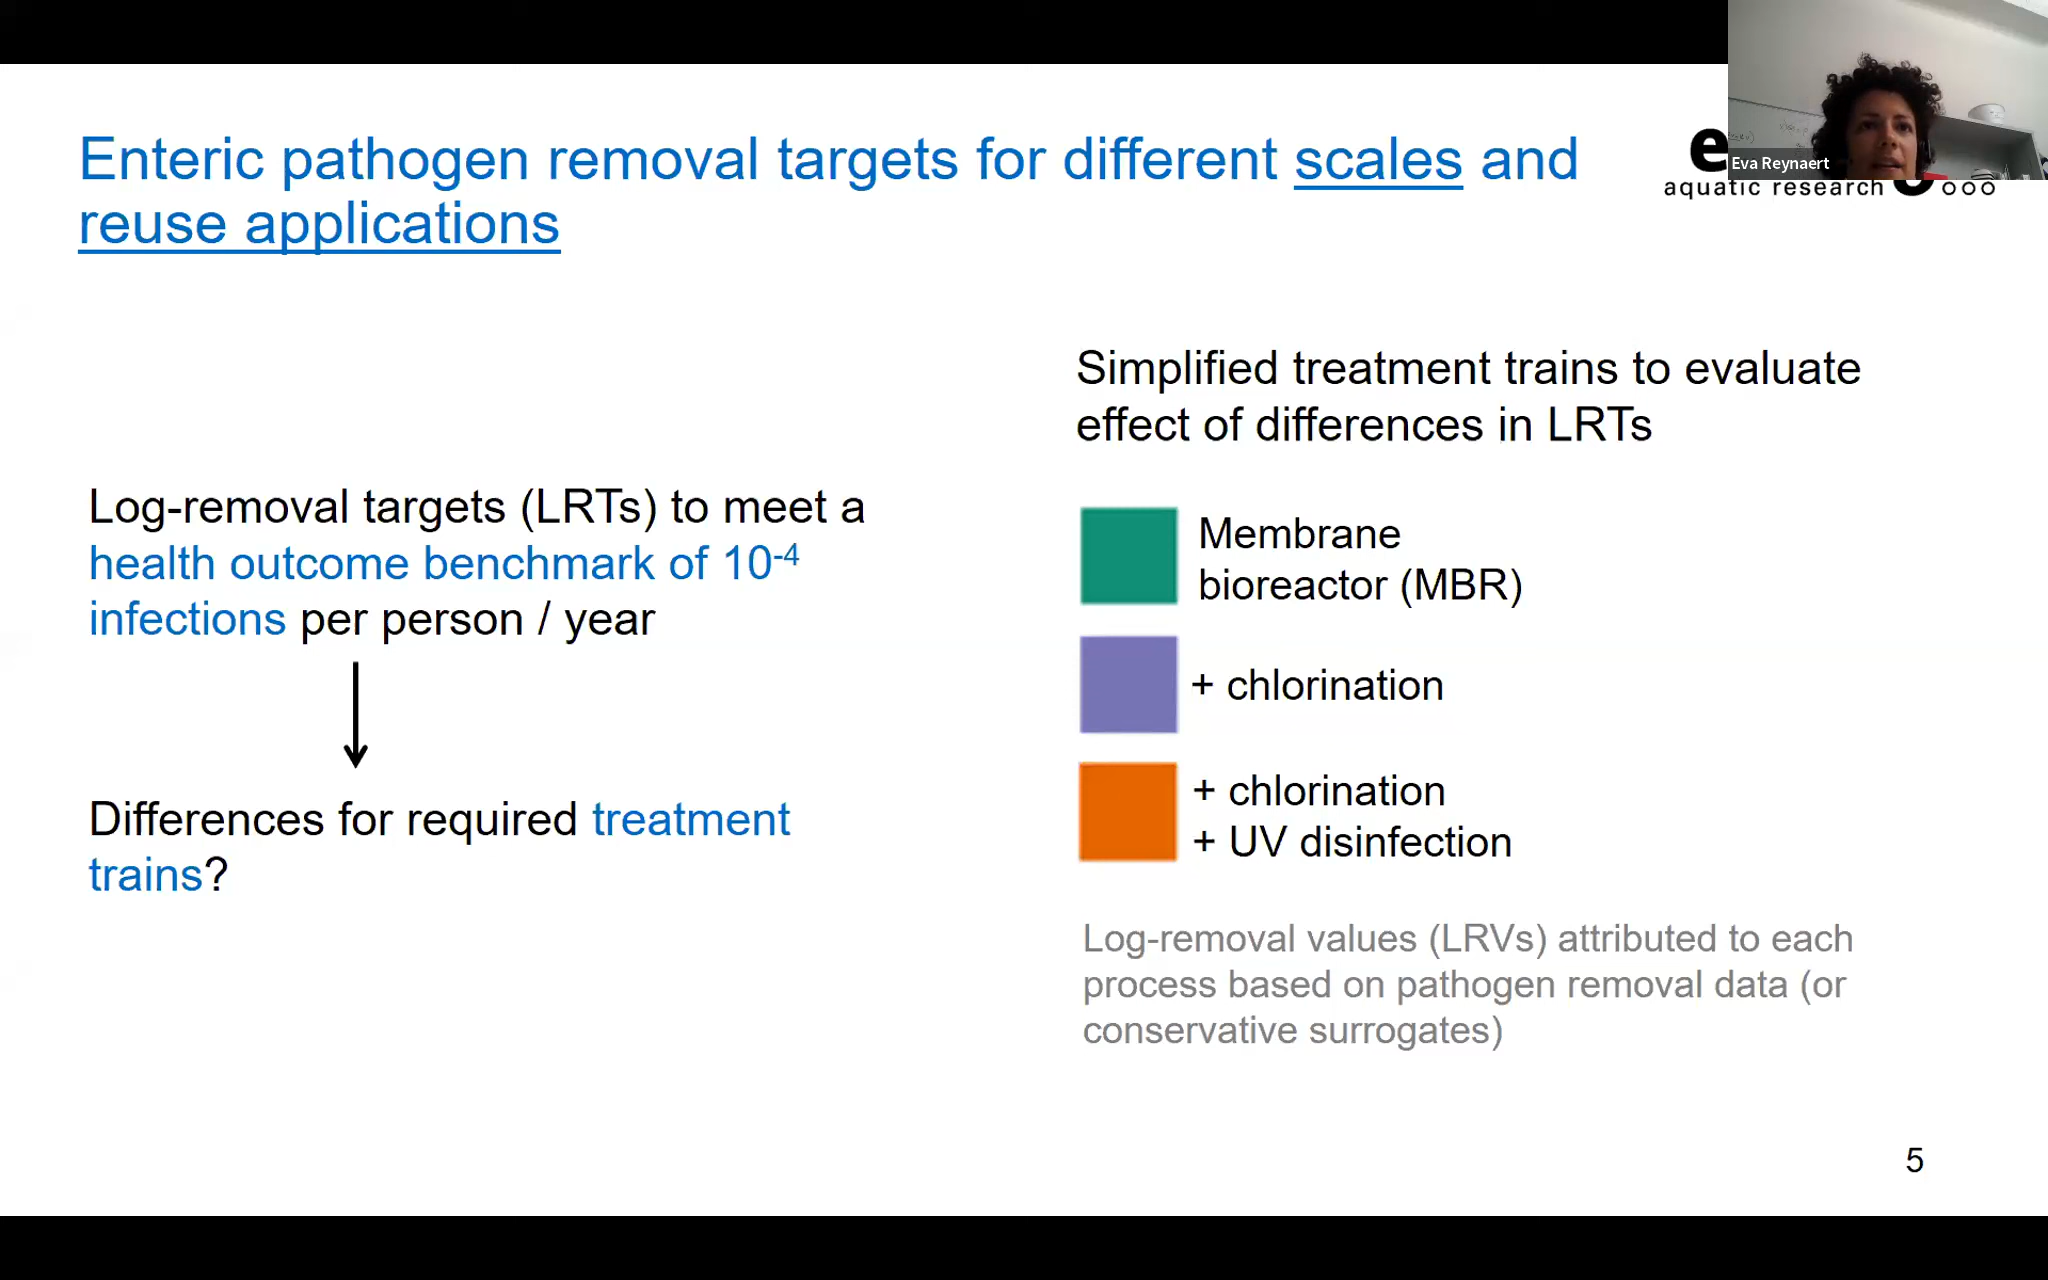 Enteric pathogen removal targets for different scales and
reuse applications
Eva Reynaert
aquatic research
Log-removal targets (LRTs) to meet a
health outcome benchmark of 10⁻⁴
infections per person / year
Differences for required treatment
trains?
Simplified treatment trains to evaluate
effect of differences in LRTs
Membrane
bioreactor (MBR)
+ chlorination
+ chlorination
+ UV disinfection
Log-removal values (LRVs) attributed to each
process based on pathogen removal data (or
conservative surrogates)
5